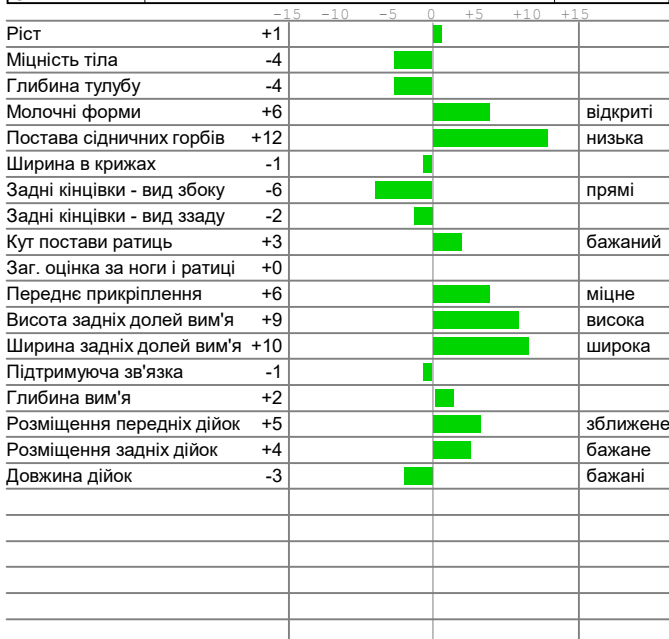 -15 -10 -5 0 +5 +10 +15
Ріст +1
Міцність тіла -4
Глибина тулубу -4
Молочні форми +6 відкриті
Постава сідничних горбів +12 низька
Ширина в крижах -1
Задні кінцівки - вид збоку -6 прямі
Задні кінцівки - вид ззаду -2
Кут постави ратиць +3 бажаний
Заг. оцінка за ноги і ратиці +0
Переднє прикріплення +6 міцне
Висота задніх долей вим'я +9 висока
Ширина задніх долей вим'я +10 широка
Підтримуюча зв'язка -1
Глибина вим'я +2
Розміщення передніх дійок +5 зближене
Розміщення задніх дійок +4 бажане
Довжина дійок -3 бажані